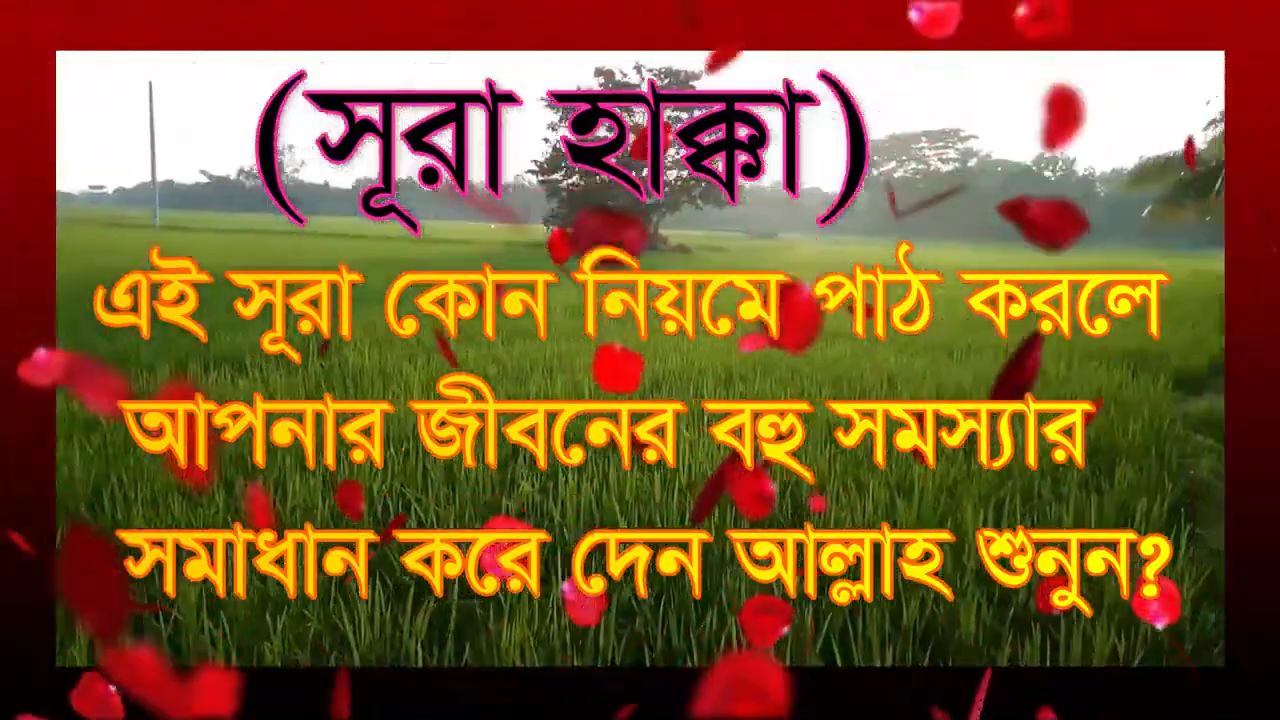 (সূরা হাক্কা)
এই সূরা কোন নিয়মে পাঠ করলে
আপনার জীবনের বহু সমস্যার
সমাধান করে দেন আল্লাহ শুনুন?